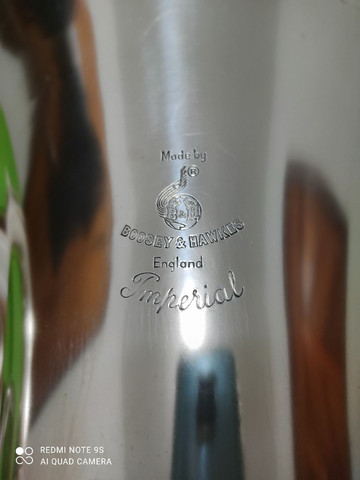 Made by
®
B&H
BOOSEY & HAWKES
England
Imperial
REDMI NOTE 9S
AI QUAD CAMERA